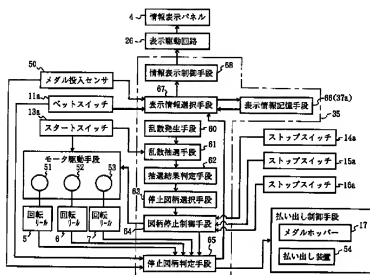 4
情報表示パネル
26
表示駆動回路
50
メダル投入センサ
情報表示制御手段
68
11a
67
ベットスイッチ
表示情報選択手段
表示情報記憶手段
66(37a)
35
13a
スタートスイッチ
乱数発生手段
60
61
乱数抽選手段
モータ駆動手段
51
52
53
62
抽選結果判定手段
63
停止図柄選択手段
ストップスイッチ
14a
ストップスイッチ
15a
ストップスイッチ
16a
回転リール
回転リール
回転リール
図柄停止制御手段
5
6
7
64
65
停止図柄判定手段
払い出し制御手段
17
メダルホッパー
54
払い出し装置